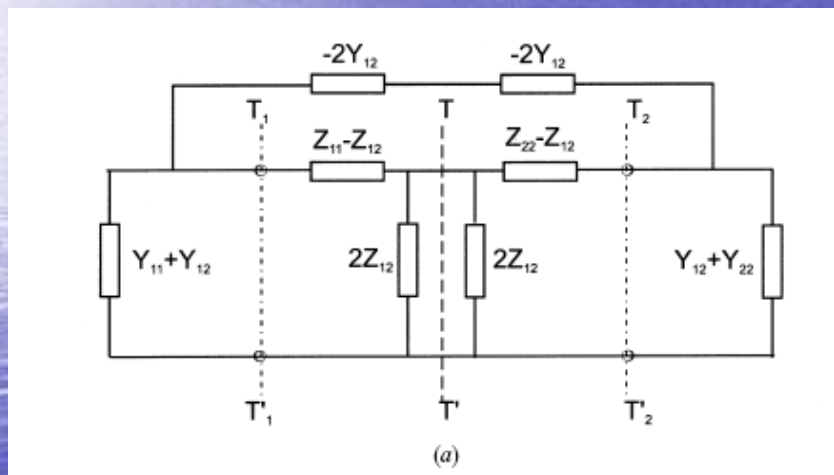 -2Y₁₂ -2Y₁₂
T₁ T T₂
Z₁₁-Z₁₂ Z₂₂-Z₁₂
Y₁₁+Y₁₂ 2Z₁₂ 2Z₁₂ Y₁₂+Y₂₂
T'₁ T' T'₂
(a)